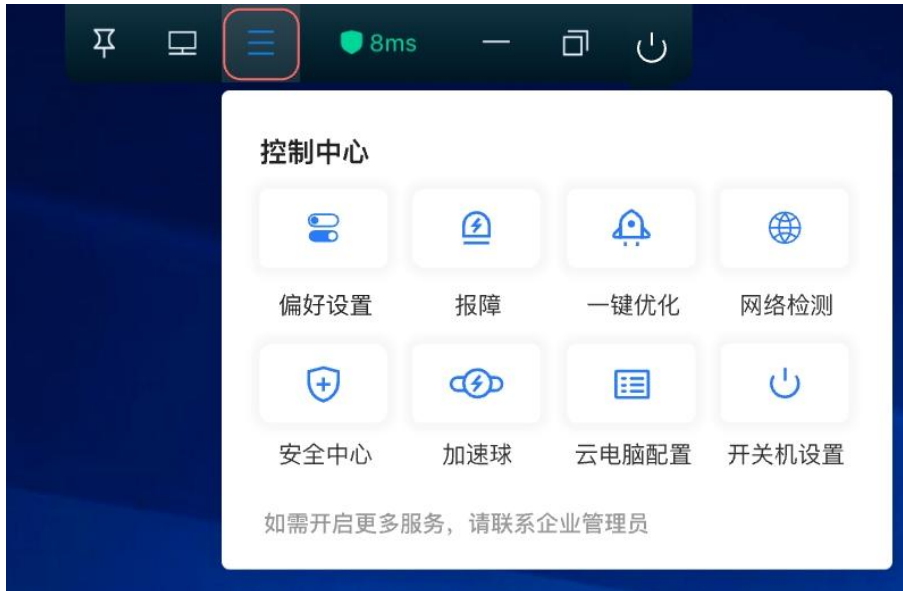 8ms
控制中心
偏好设置 报障 一键优化 网络检测
安全中心 加速球 云电脑配置 开关机设置
如需开启更多服务，请联系企业管理员